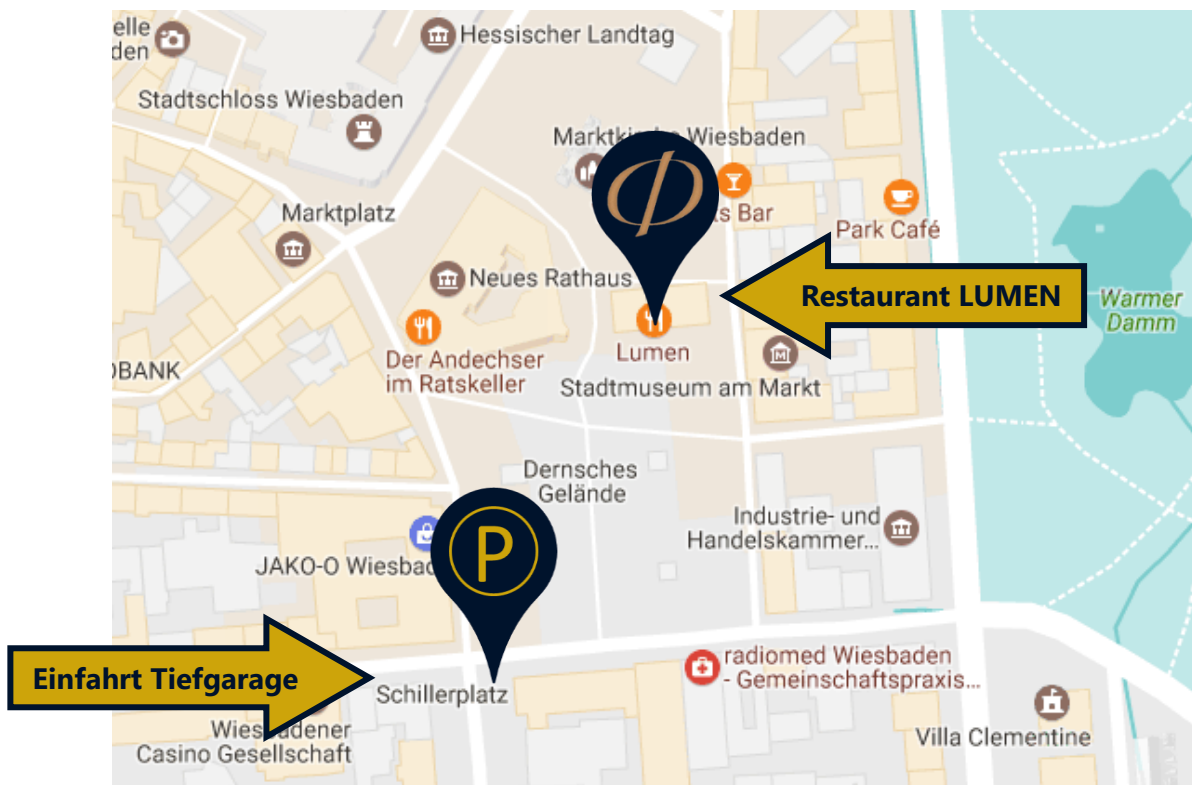 elle
den
Hessischer Landtag
Stadtschloss Wiesbaden
Marktkirche Wiesbaden
Marktplatz
ts Bar
Park Café
Neues Rathaus
Restaurant LUMEN
Warmer
Damm
Der Andechser
im Ratskeller
Lumen
OBANK
Stadtmuseum am Markt
Dernsches
Gelände
Industrie- und
Handelskammer...
P
JAKO-O Wiesbad
Einfahrt Tiefgarage
radiomed Wiesbaden
- Gemeinschaftspraxis...
Schillerplatz
Wiesbadener
Casino Gesellschaft
Villa Clementine